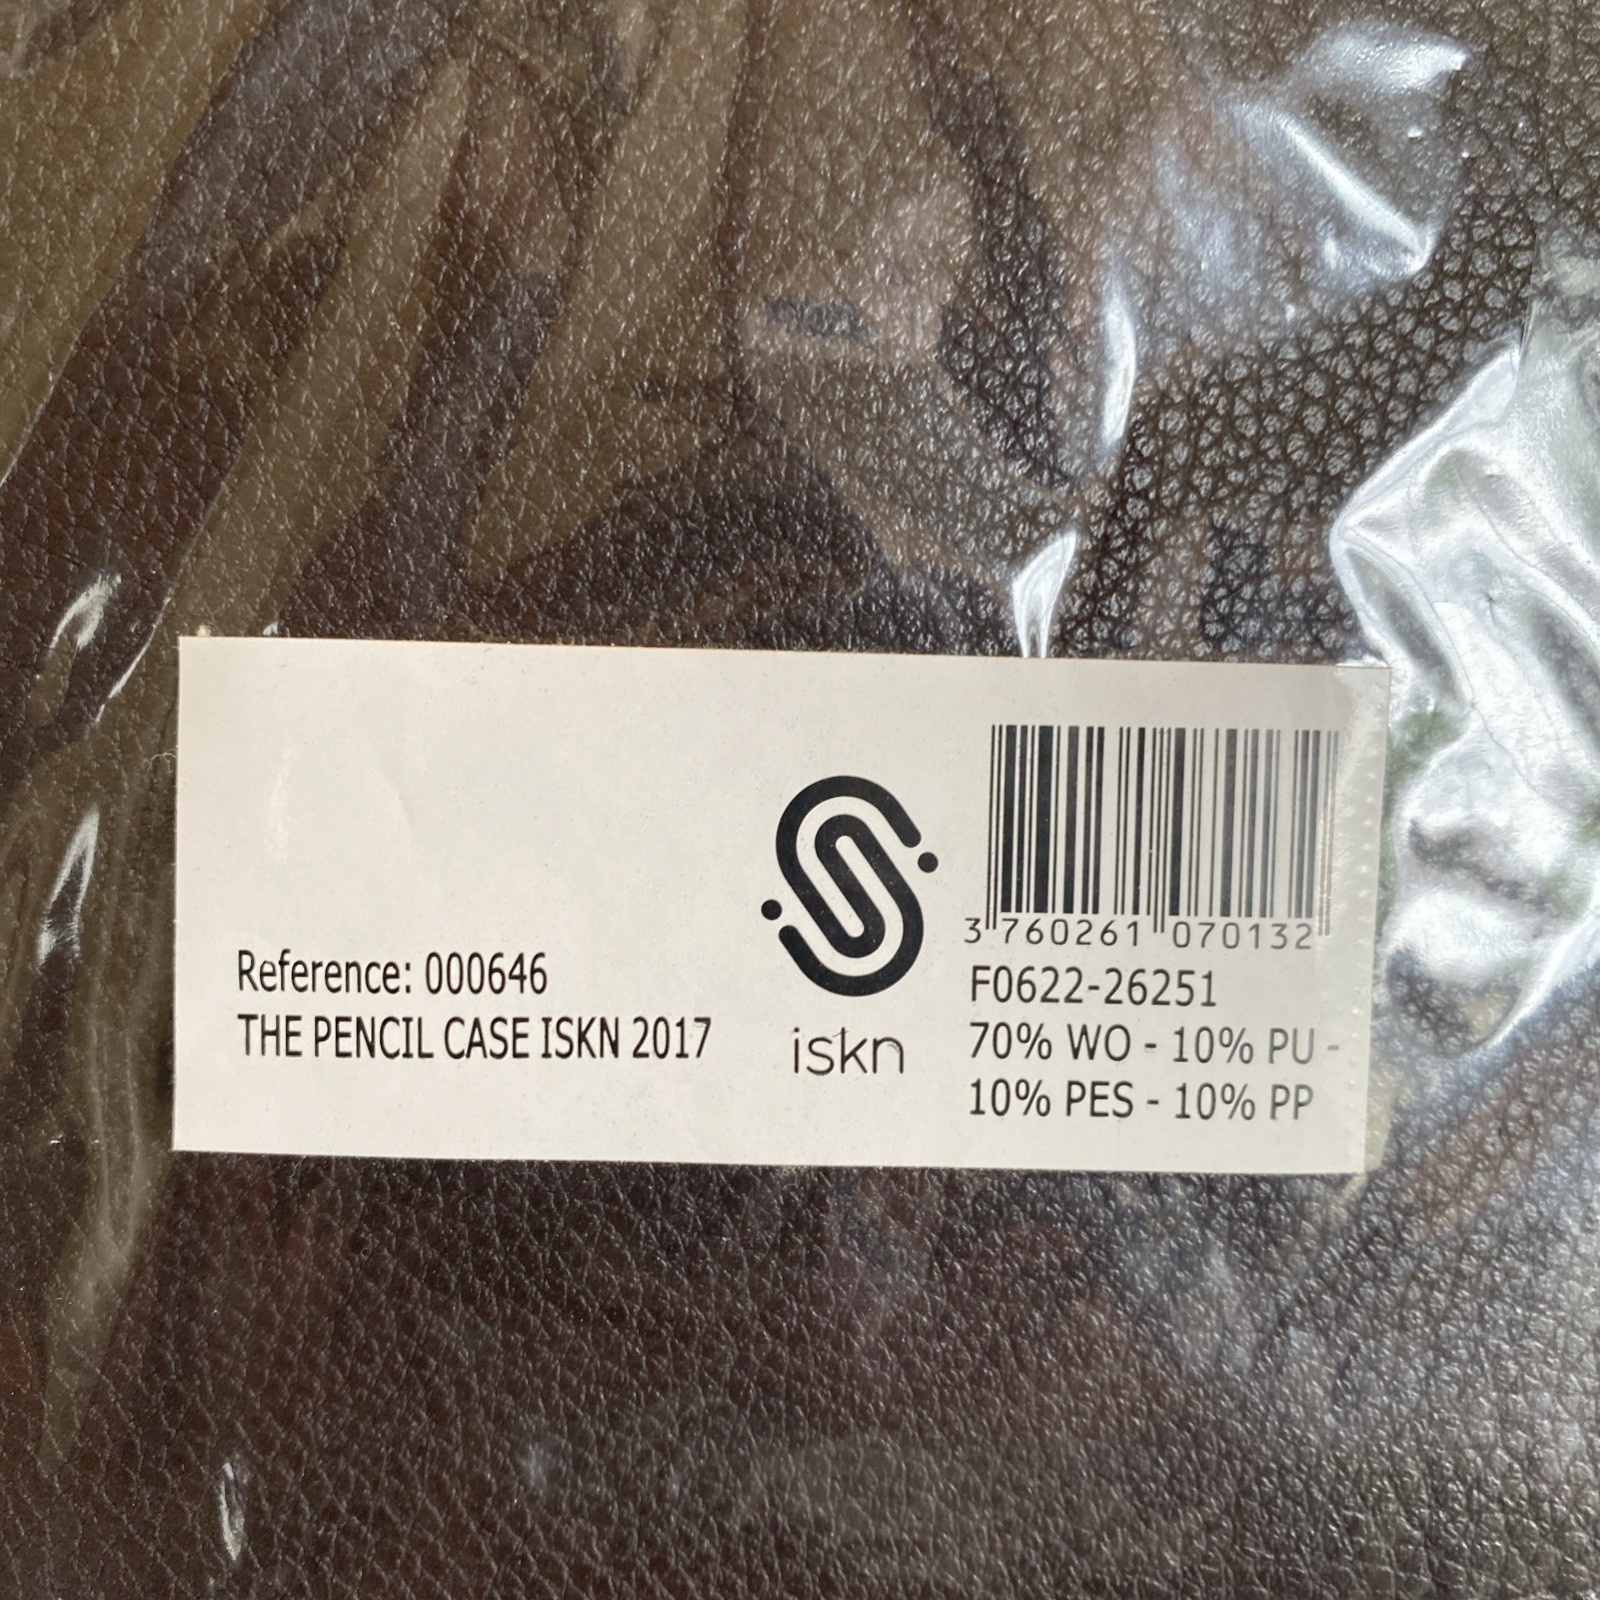 Reference: 000646
THE PENCIL CASE ISKN 2017
iskn
3 760261 070132
F0622-26251
70% WO - 10% PU -
10% PES - 10% PP